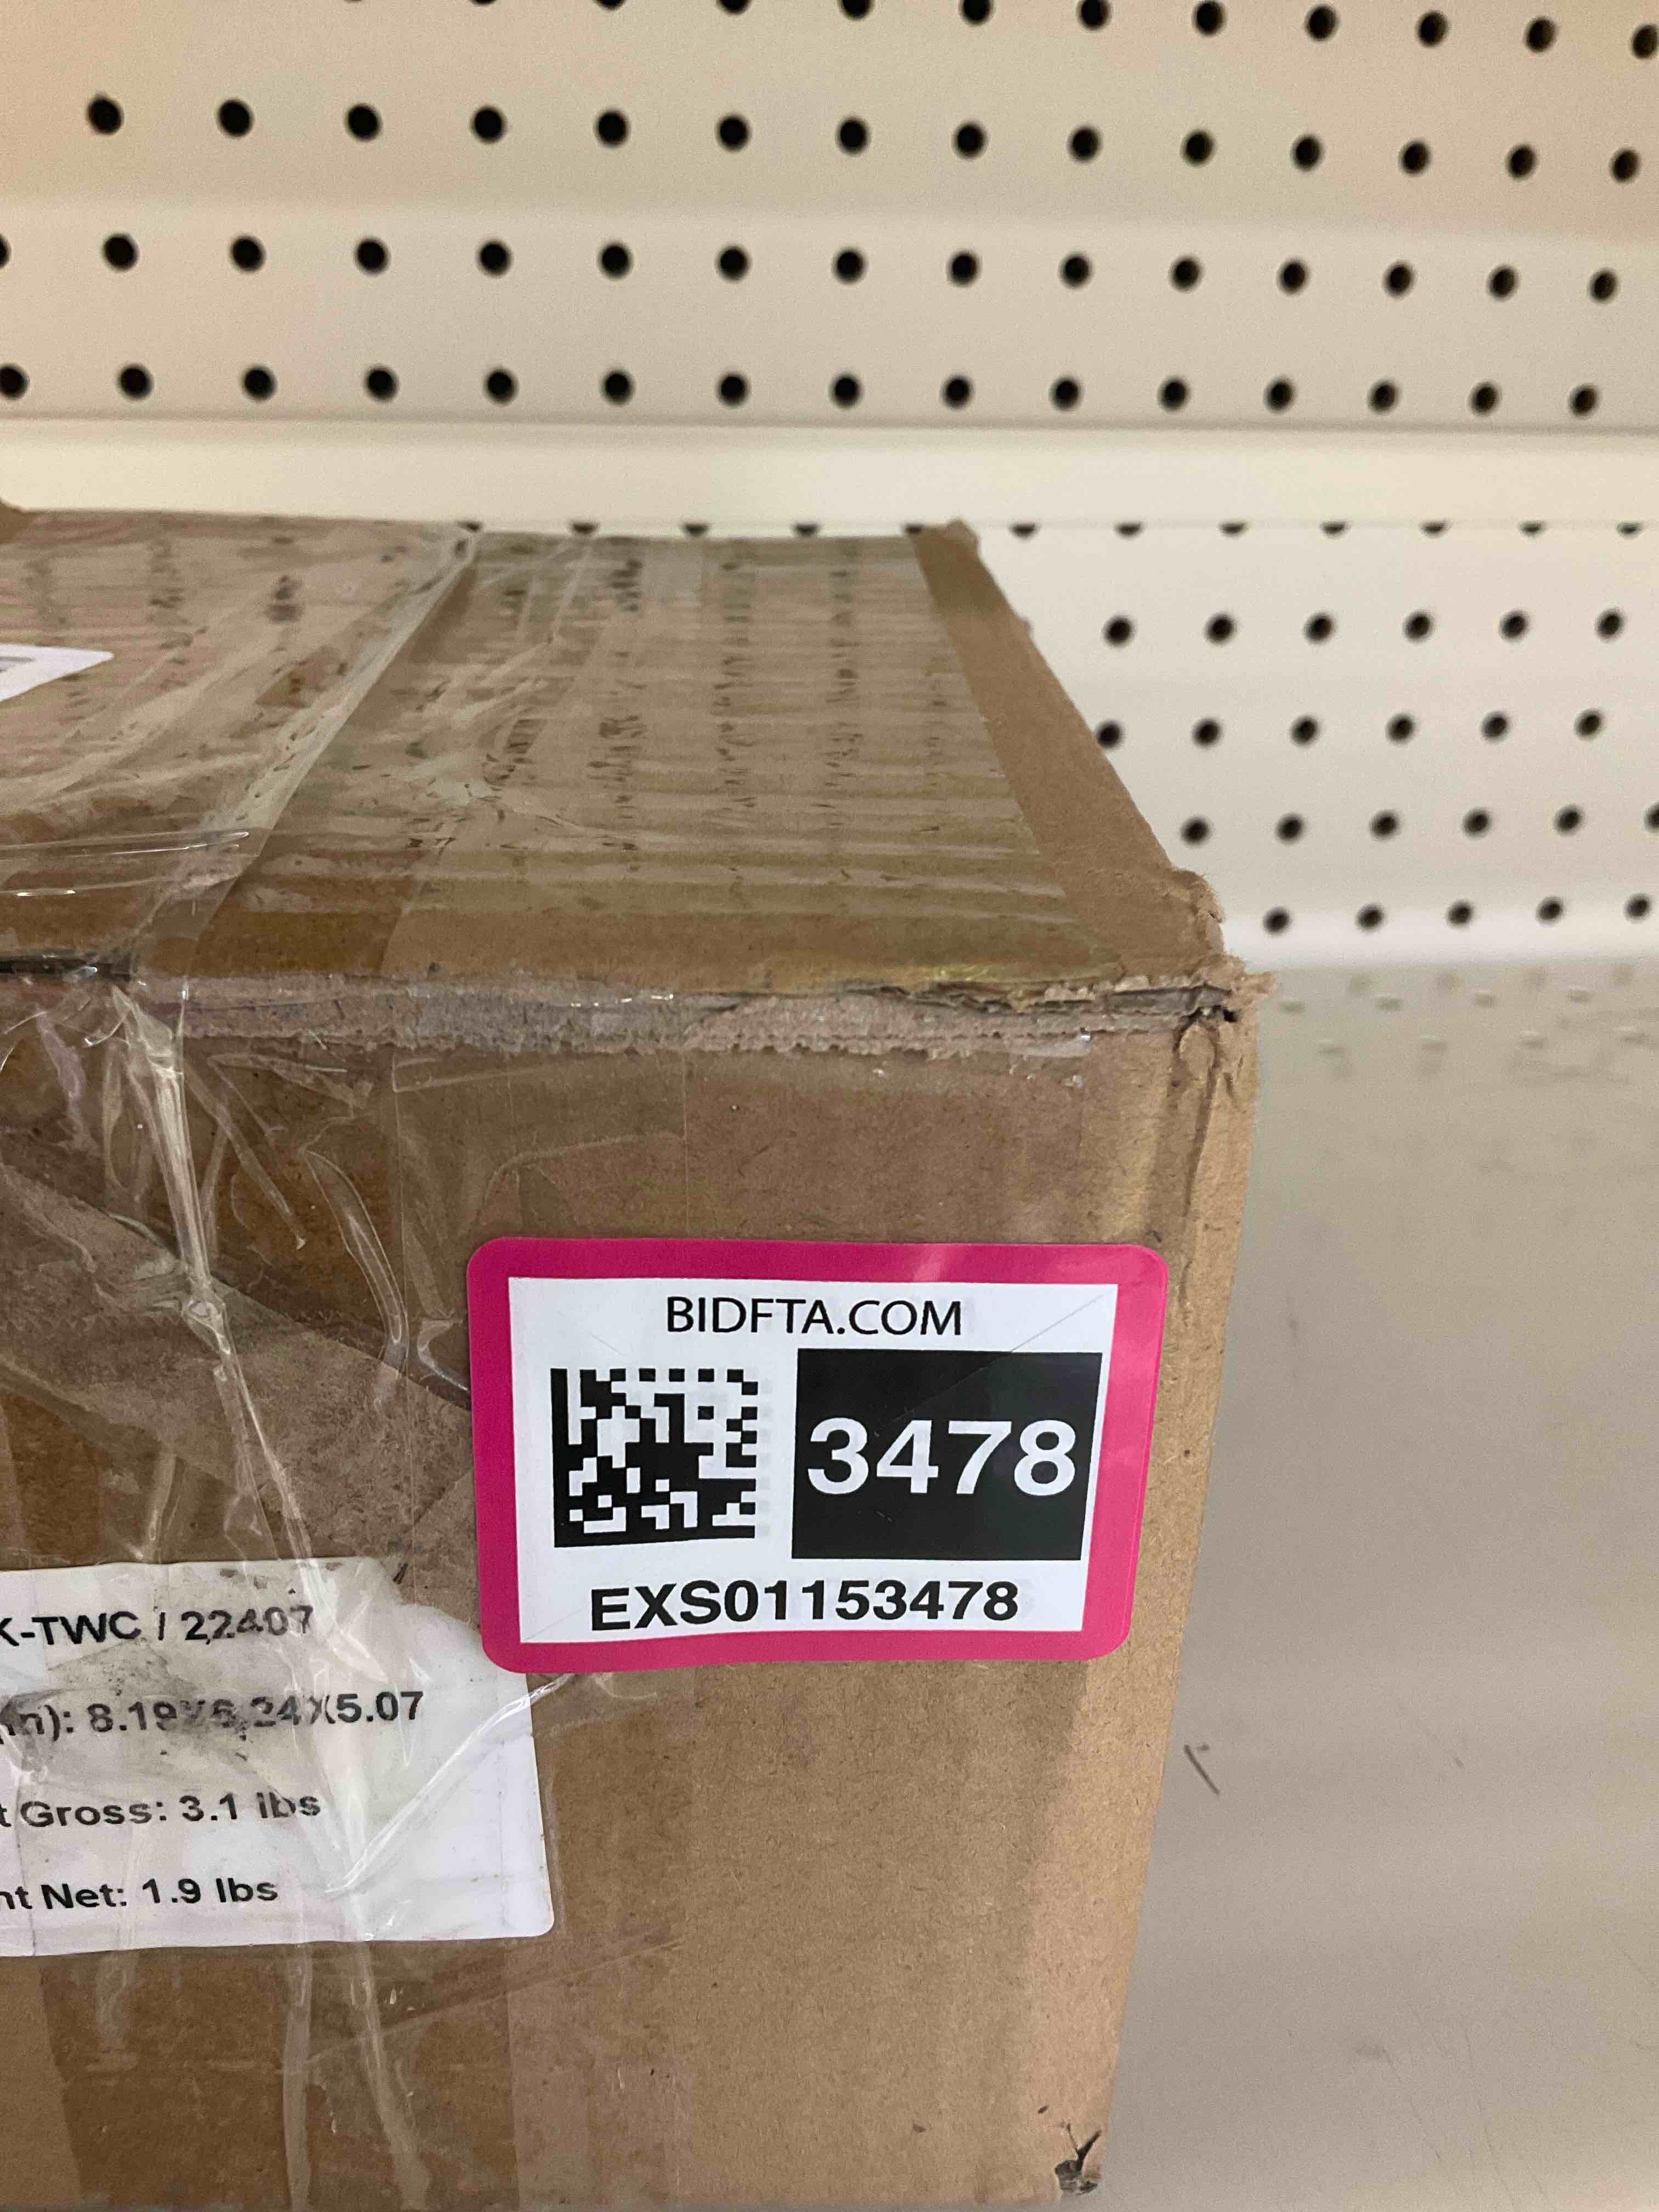 BIDFTA.COM
3478
EXS01153478
K-TWC / 22407
in): 8.19X6.24X5.07
t Gross: 3.1 lbs
nt Net: 1.9 lbs